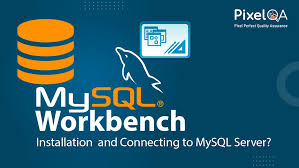 PixelQA
Pixel Perfect Quality Assurance
MySQL®
Workbench
Installation and Connecting to MySQL Server?